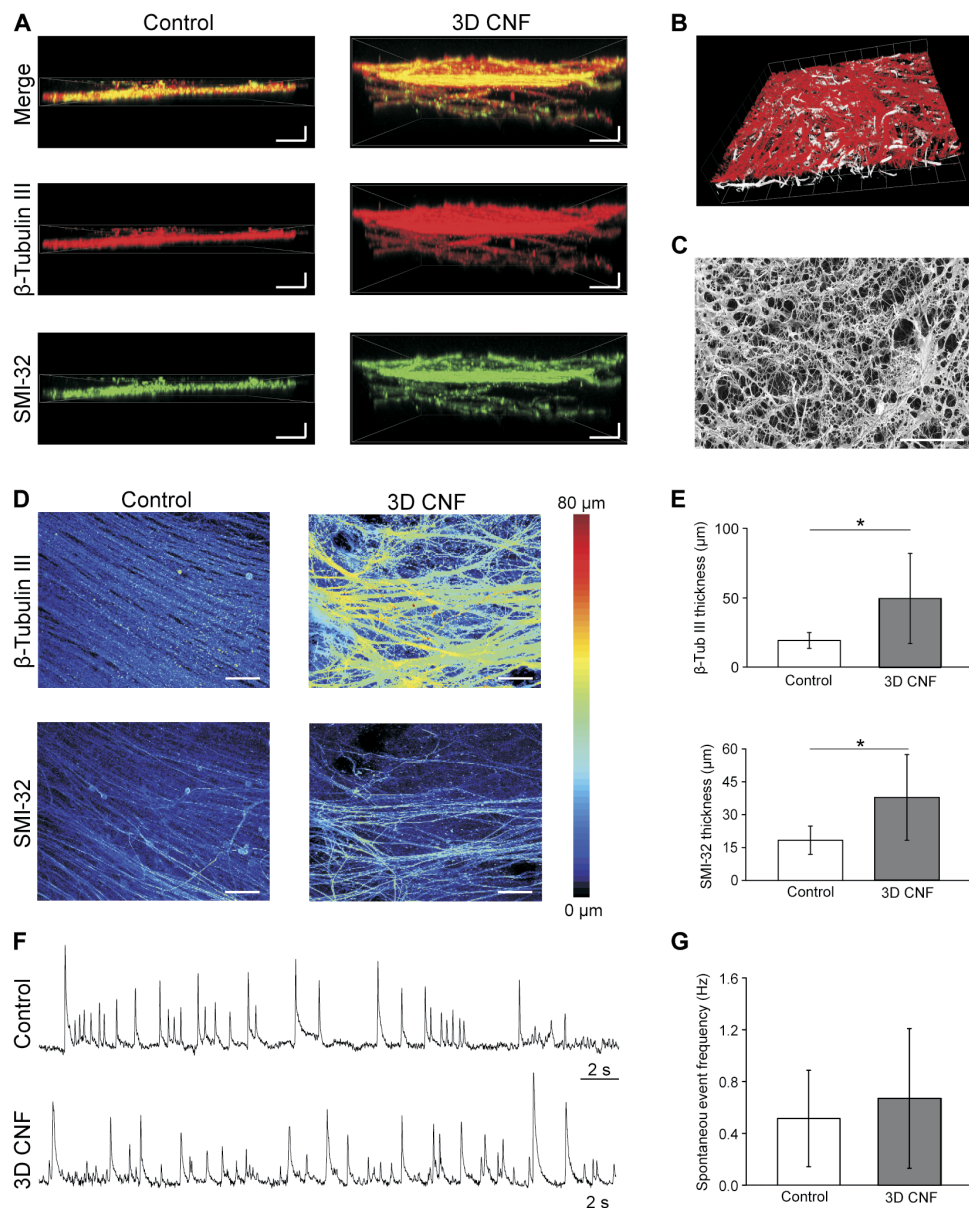 A
Control
3D CNF
Merge
β-Tubulin III
SMI-32
B
C
D
Control
3D CNF
β-Tubulin III
SMI-32
80 µm
0 µm
E
β-Tub III thickness (µm)
100
50
0
*
Control
3D CNF
SMI-32 thickness (µm)
60
45
30
15
0
*
Control
3D CNF
F
Control
2 s
3D CNF
2 s
G
Spontaneou event frequency (Hz)
1.6
1.2
0.8
0.4
0.0
Control
3D CNF